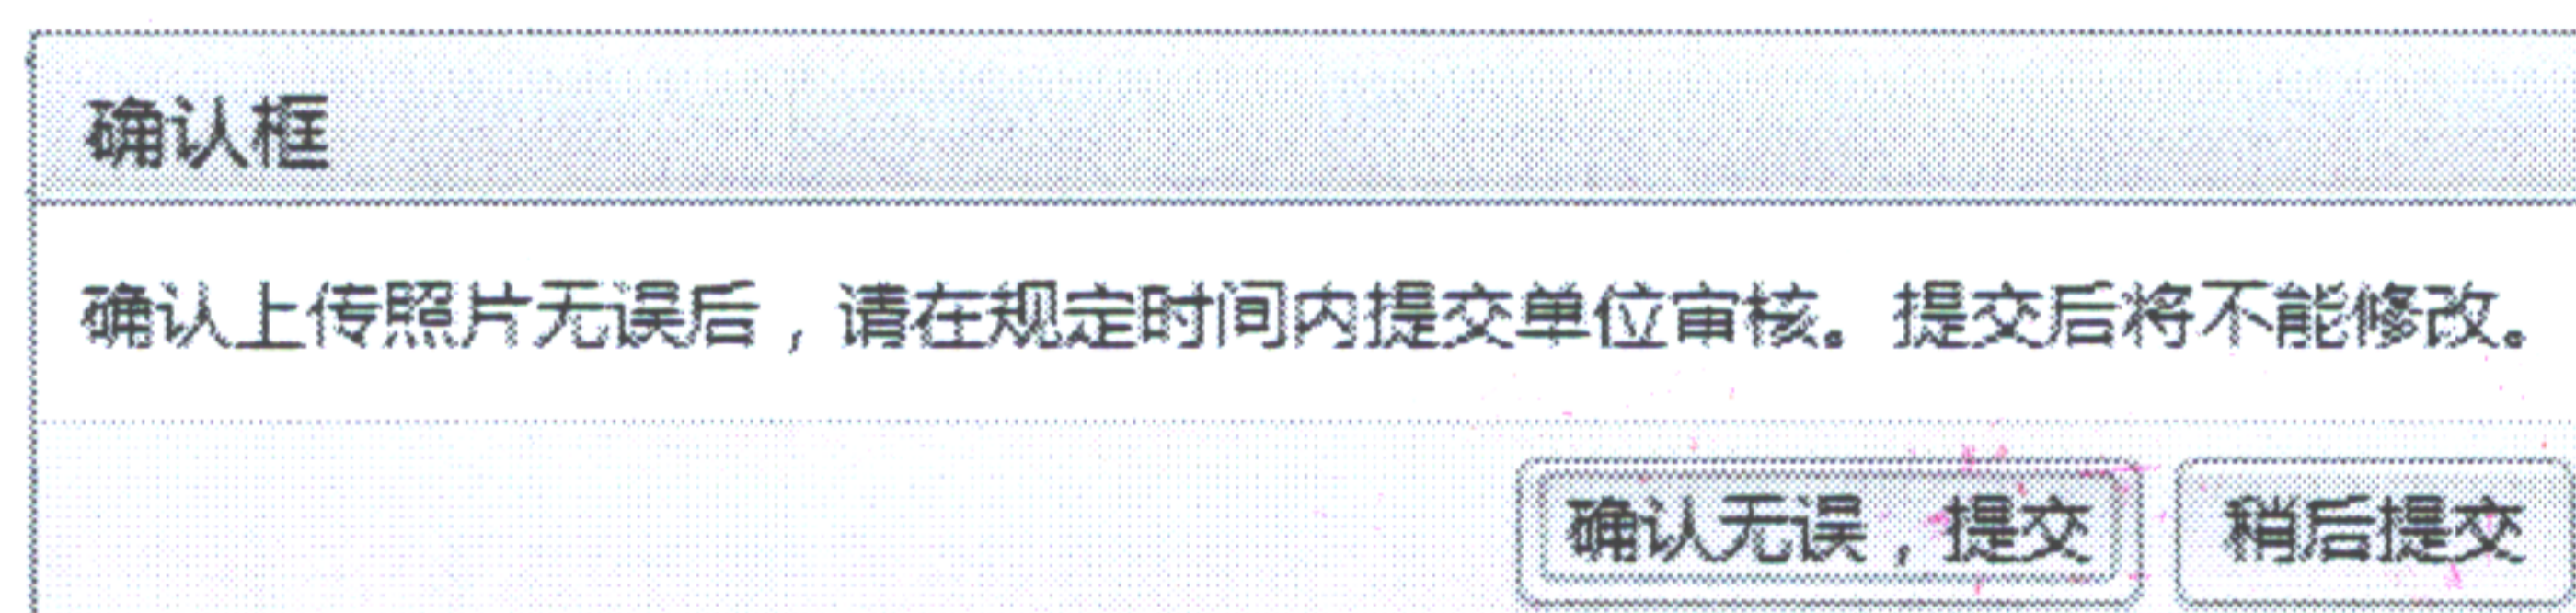 确认框
确认上传照片无误后，请在规定时间内提交单位审核。提交后将不能修改。
确认无误，提交 稍后提交